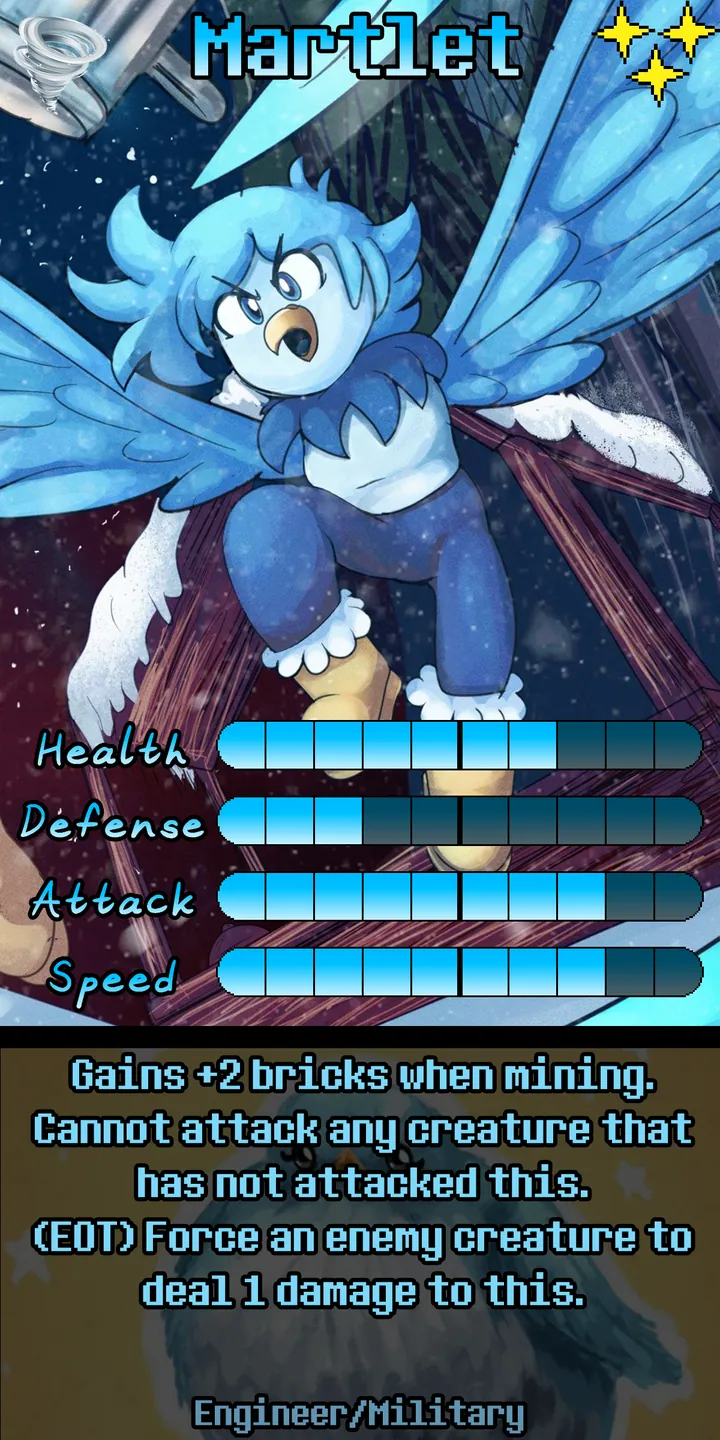 Martlet
Health
Defense
Attack
Speed
Gains +2 bricks when mining.
Cannot attack any creature that
has not attacked this.
(EOT) Force an enemy creature to
deal 1 damage to this.
Engineer/Military